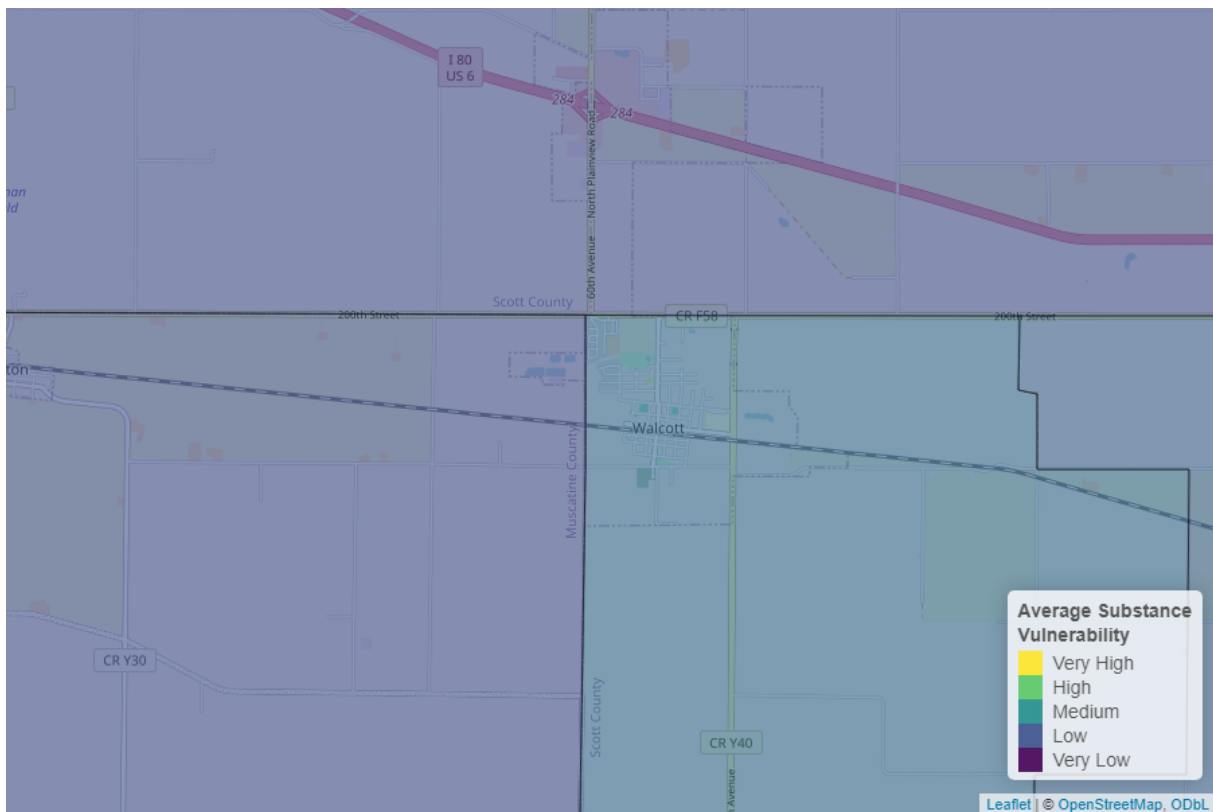 I 80
US 6
284
284
60th Avenue
North Plainview Road
Scott County
200th Street
CR F58
200th Street
Walcott
Muscatine County
Scott County
CR Y30
CR Y40
Avenue
Average Substance
Vulnerability
Very High
High
Medium
Low
Very Low
Leaflet | © OpenStreetMap, ODbL